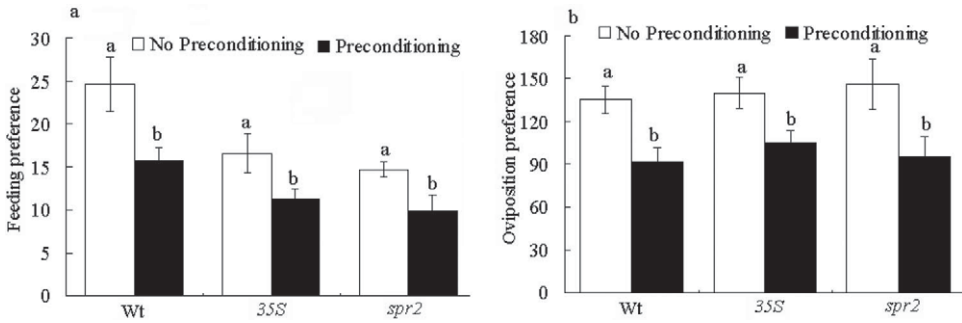 a
No Preconditioning Preconditioning
Feeding preference
30
25
20
15
10
5
0
a
b
a
b
a
b
Wt 35S spr2
b
No Preconditioning Preconditioning
Oviposition preference
180
150
120
90
60
30
0
a
b
a
b
a
b
Wt 35S spr2